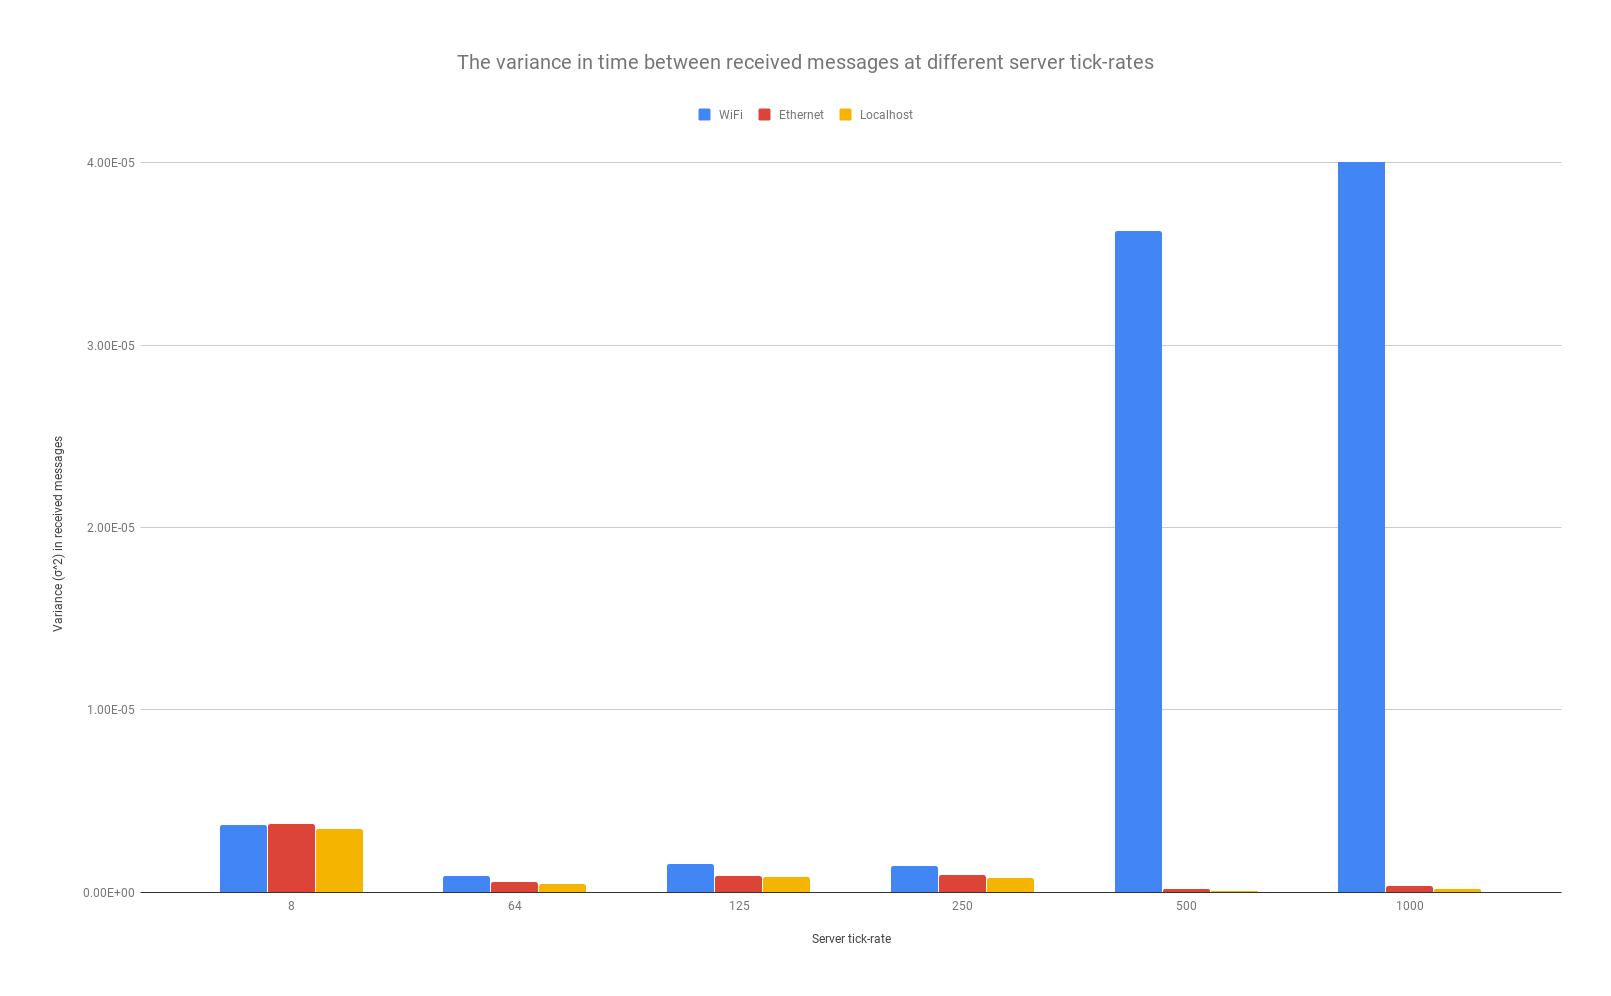 The variance in time between received messages at different server tick-rates
WiFi Ethernet Localhost
4.00E-05
3.00E-05
2.00E-05
1.00E-05
0.00E+00
Variance (σ^2) in received messages
8 64 125 250 500 1000
Server tick-rate